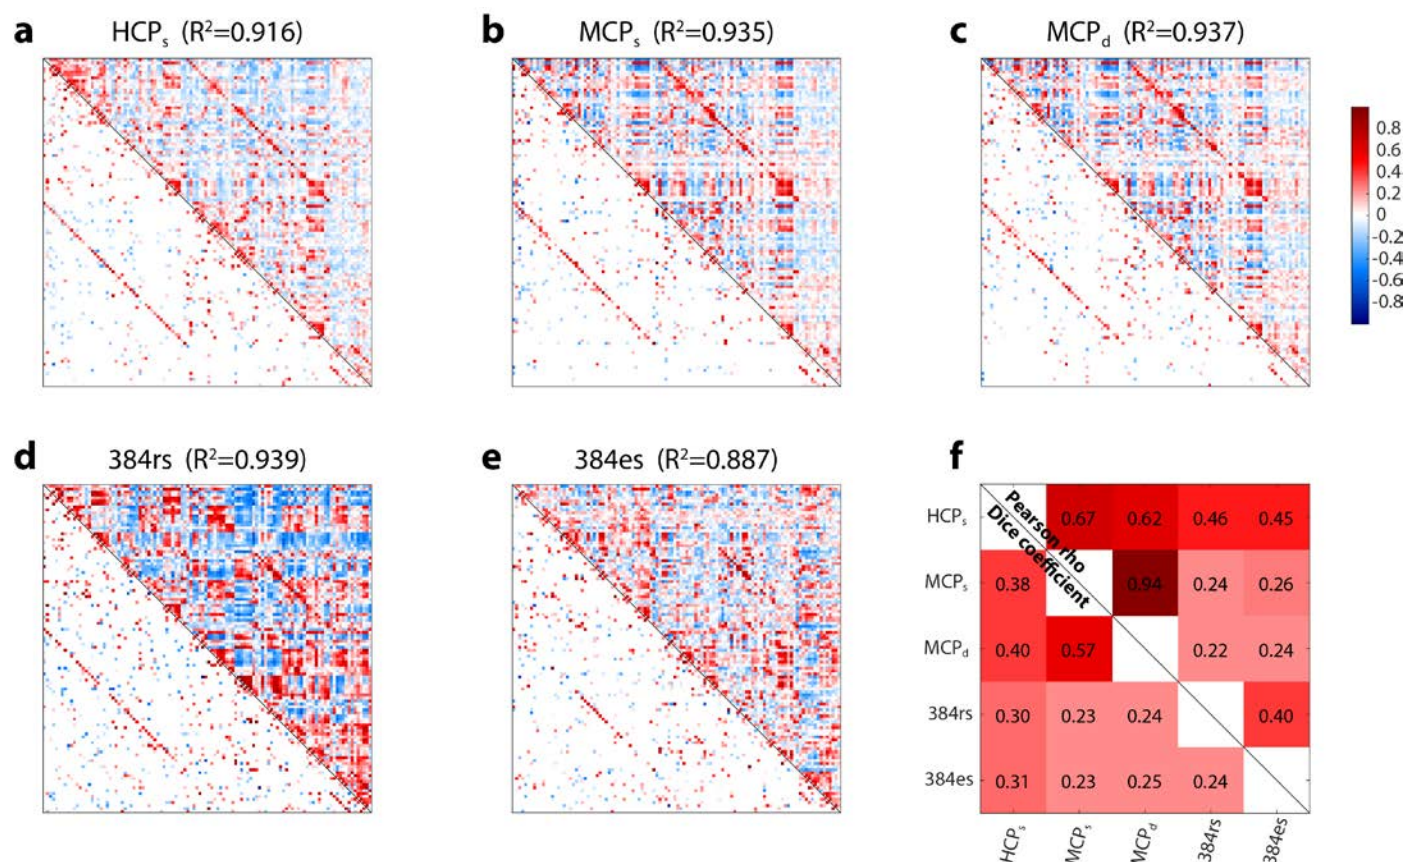 a HCPs (R²=0.916)
b MCPs (R²=0.935)
c MCPd (R²=0.937)
0.8
0.6
0.4
0.2
0
-0.2
-0.4
-0.6
-0.8
d 384rs (R²=0.939)
e 384es (R²=0.887)
f
Pearson rho
Dice coefficient
HCPs 0.67 0.62 0.46 0.45
MCPs 0.38 0.94 0.24 0.26
MCPd 0.40 0.57 0.22 0.24
384rs 0.30 0.23 0.24 0.40
384es 0.31 0.23 0.25 0.24
HCPs MCPs MCPd 384rs 384es